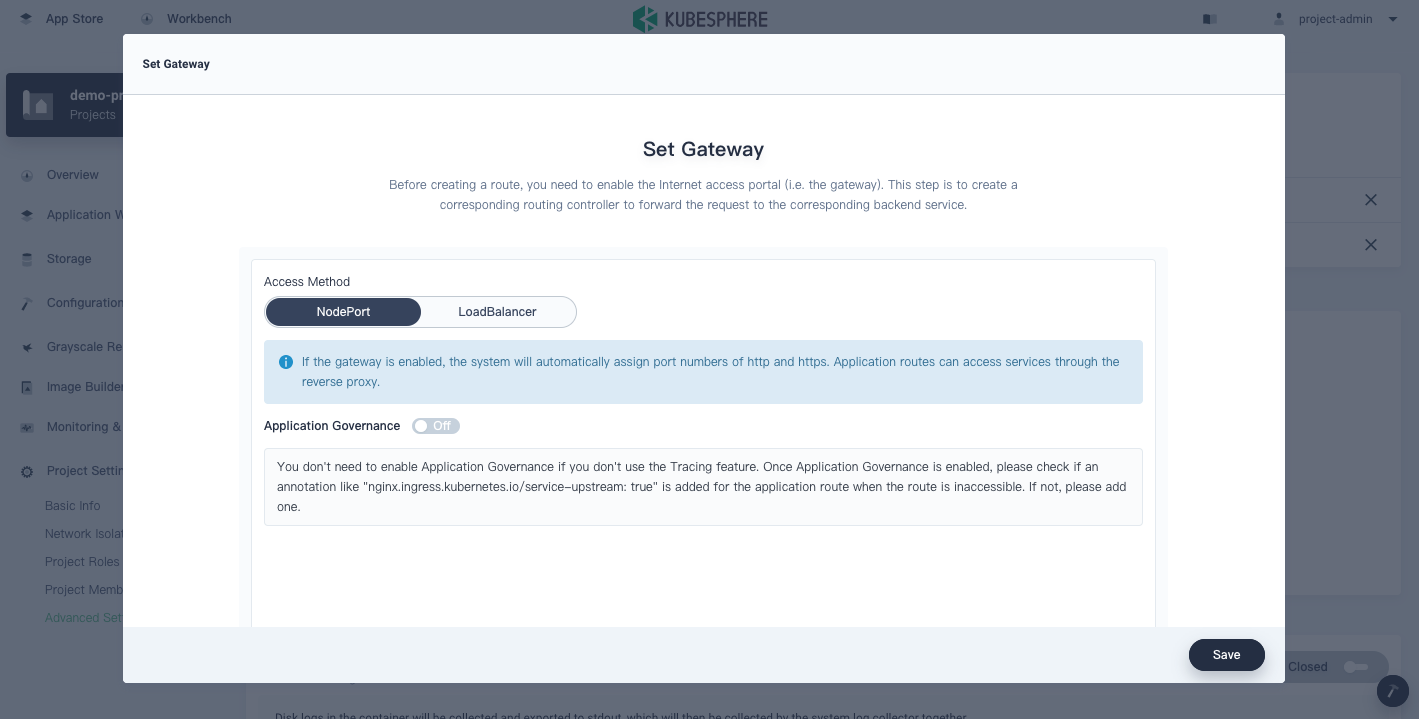 App Store
Workbench
KUBESPHERE
project-admin
Set Gateway
demo-pr
Projects
Overview
Application W
Storage
Configuration
Grayscale Re
Image Builder
Monitoring &
Project Settin
Basic Info
Network Isolat
Project Roles
Project Memb
Advanced Set
Set Gateway
Before creating a route, you need to enable the Internet access portal (i.e. the gateway). This step is to create a
corresponding routing controller to forward the request to the corresponding backend service.
Access Method
NodePort
LoadBalancer
If the gateway is enabled, the system will automatically assign port numbers of http and https. Application routes can access services through the
reverse proxy.
Application Governance
Off
You don't need to enable Application Governance if you don't use the Tracing feature. Once Application Governance is enabled, please check if an
annotation like "nginx.ingress.kubernetes.io/service-upstream: true" is added for the application route when the route is inaccessible. If not, please add
one.
Save
Closed
Disk logs in the container will be collected and exported to stdout, which will then be collected by the system log collector together.